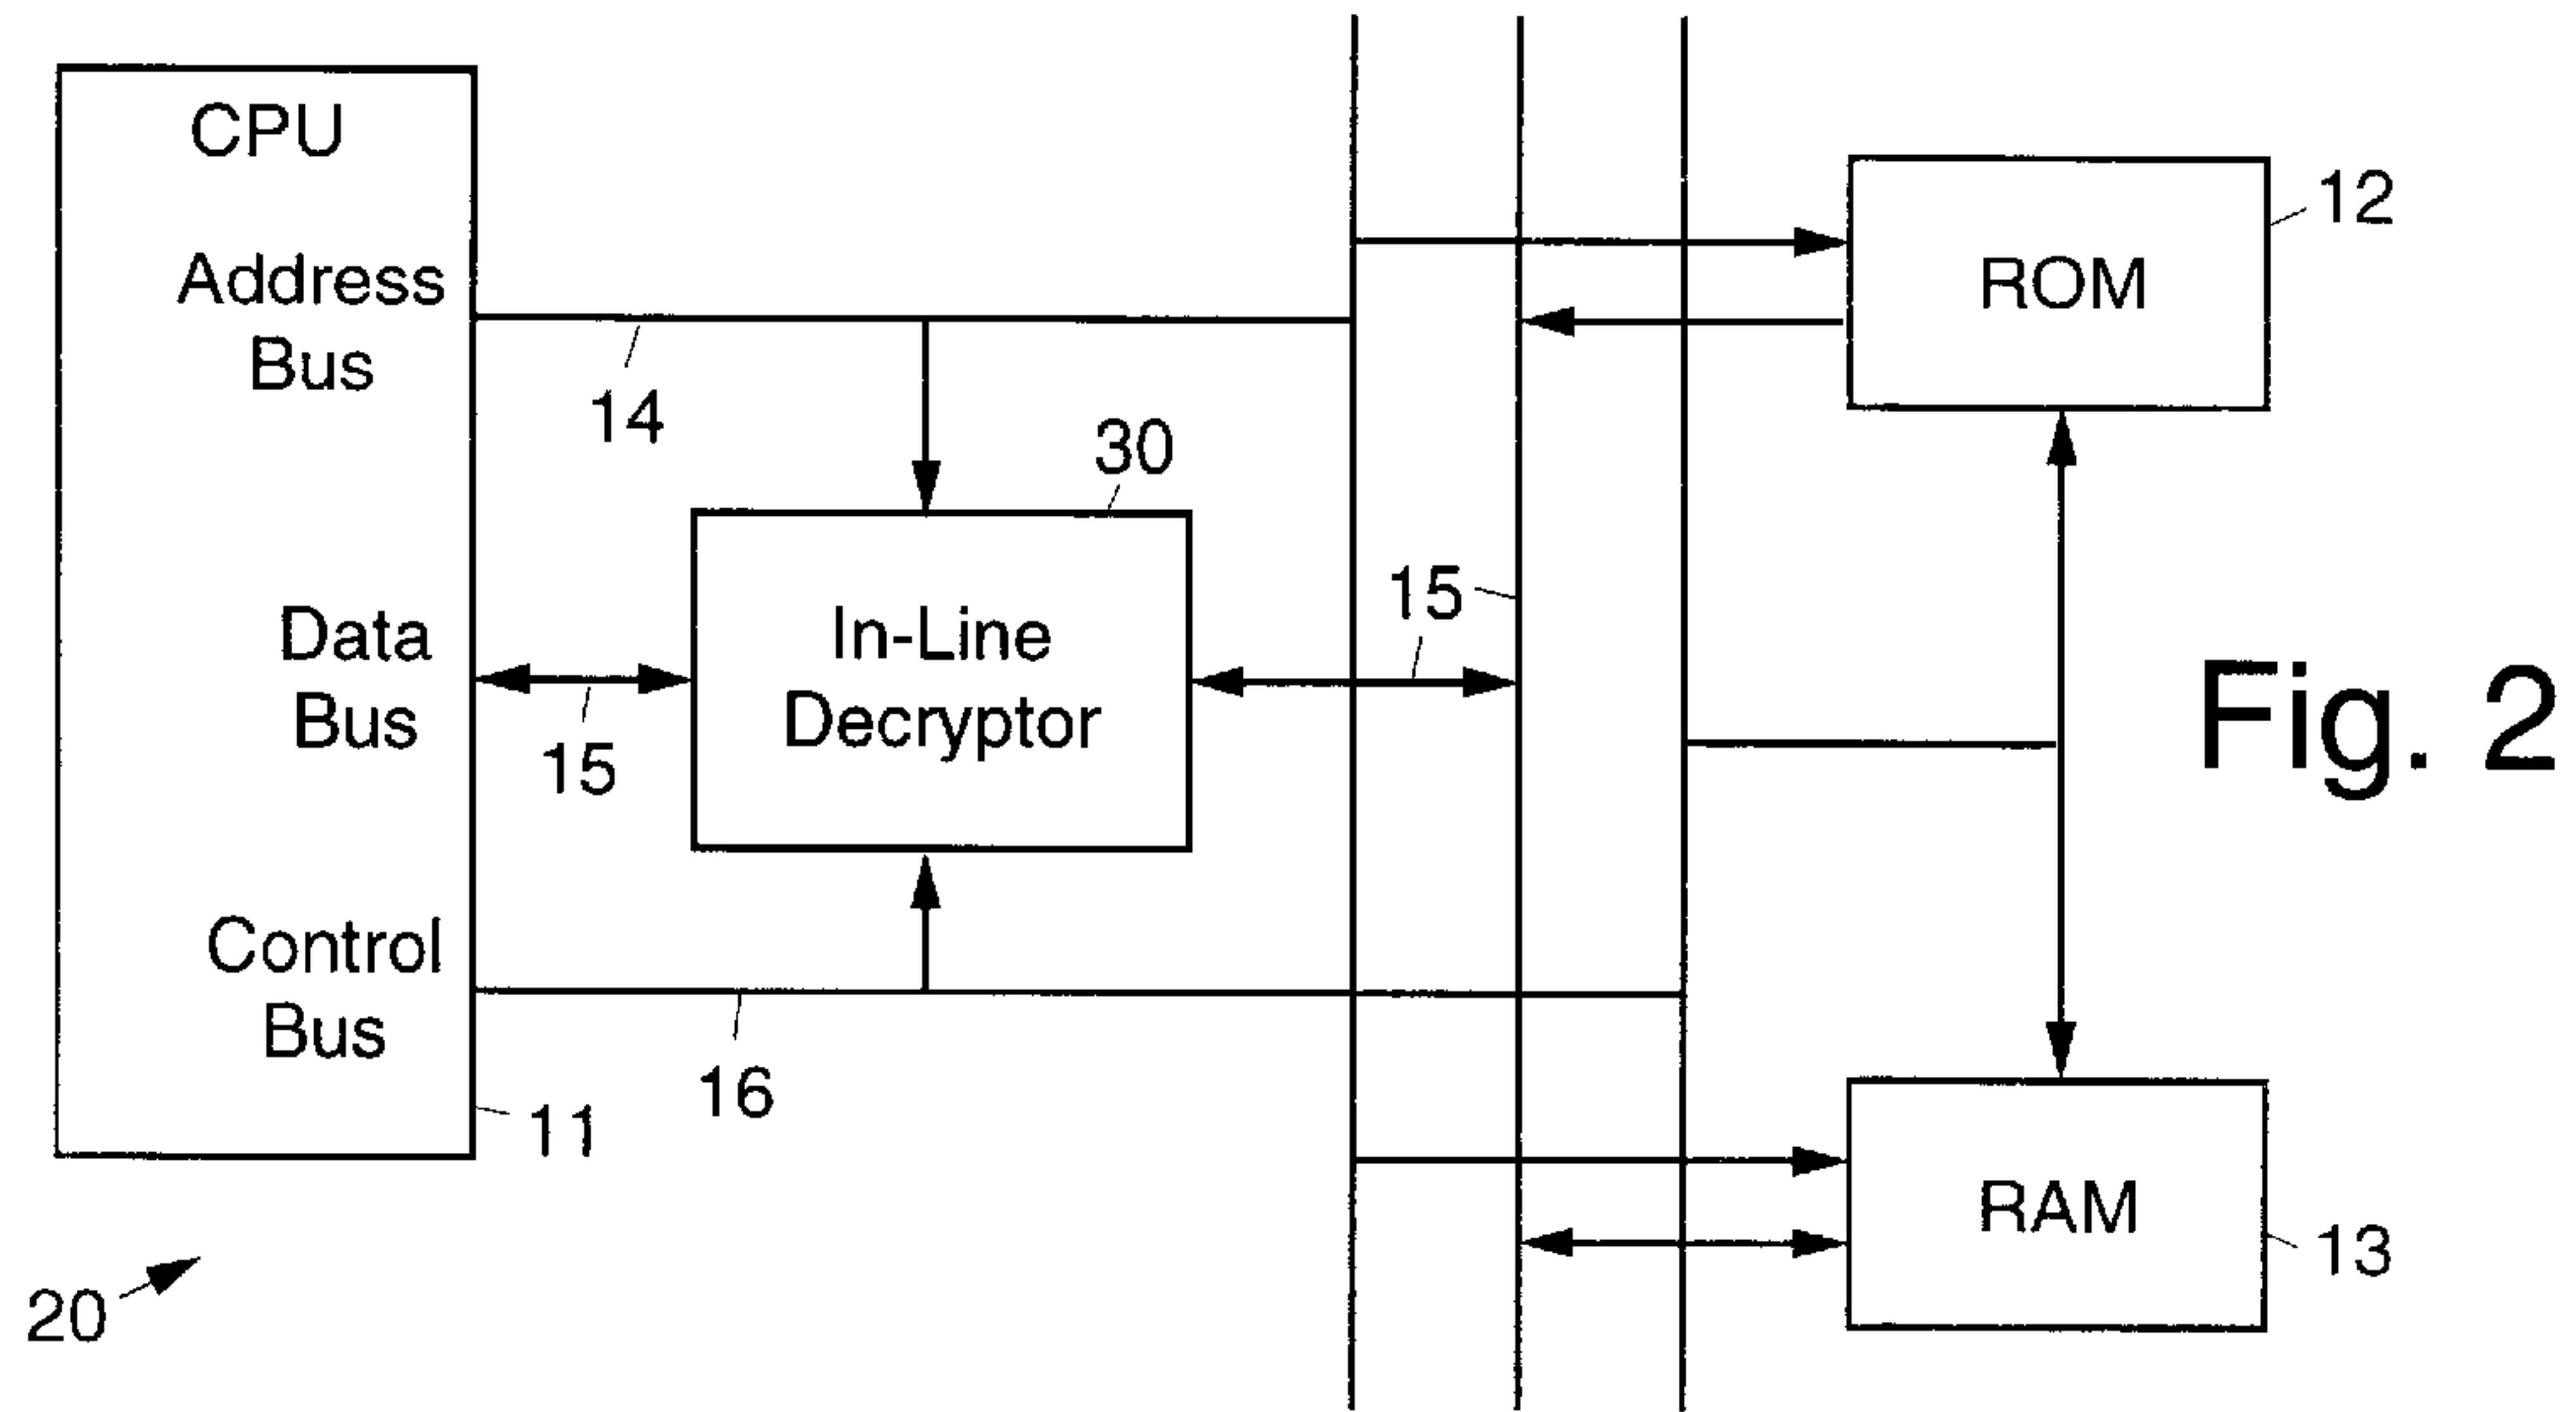 CPU
Address
Bus
14
30
Data
Bus
15
In-Line
Decryptor
15
Control
Bus
16
11
20
12
ROM
Fig. 2
RAM
13